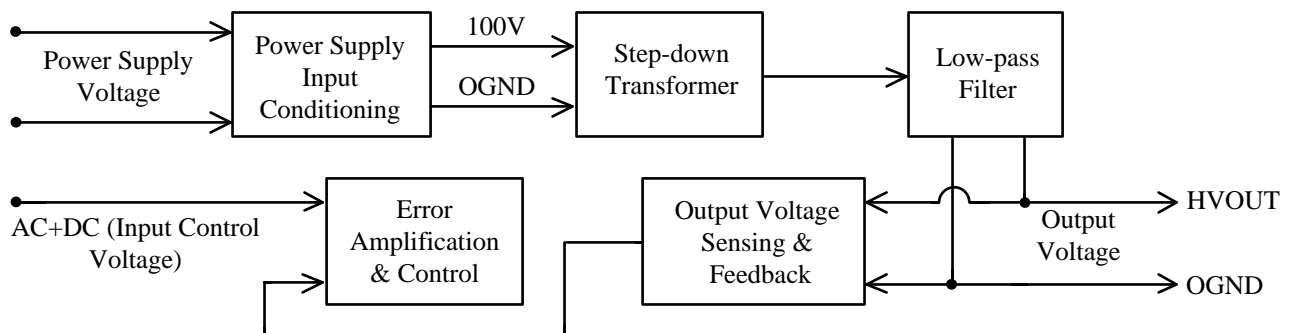 Power Supply
Voltage
Power Supply
Input
Conditioning
100V
OGND
Step-down
Transformer
Low-pass
Filter
AC+DC (Input Control
Voltage)
Error
Amplification
& Control
Output Voltage
Sensing &
Feedback
HVOUT
Output
Voltage
OGND